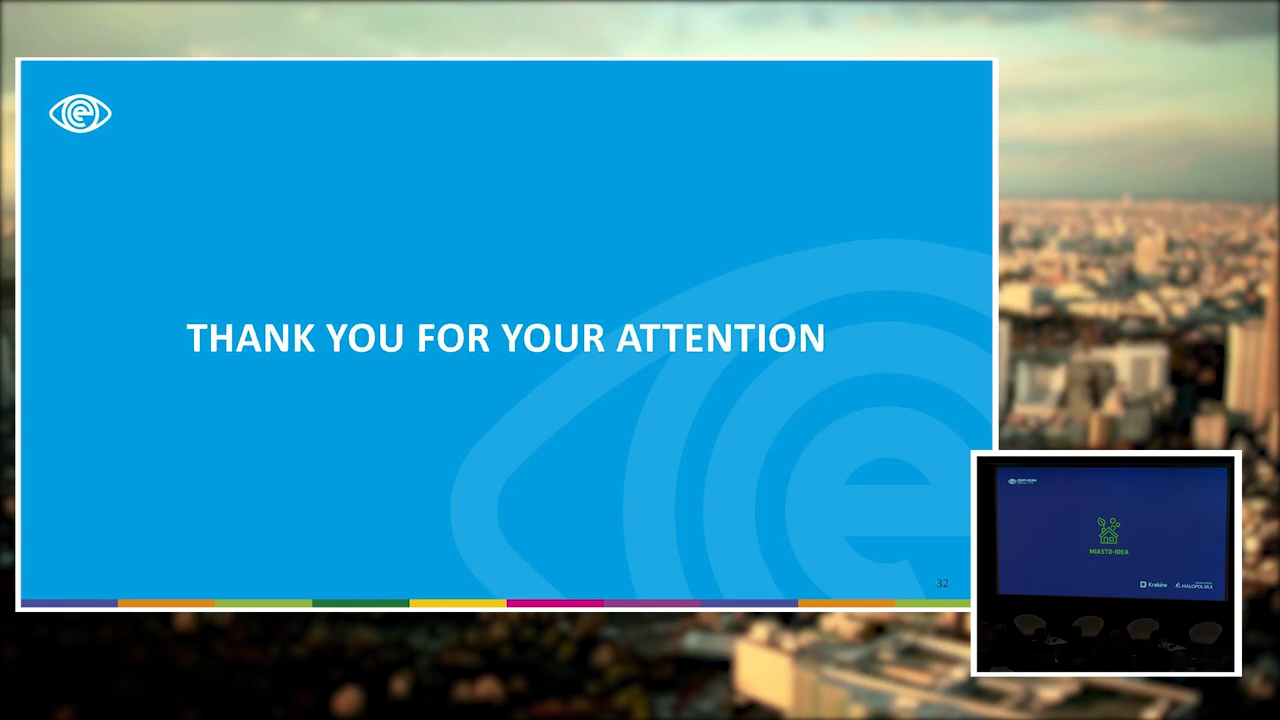 e
THANK YOU FOR YOUR ATTENTION
32
MIASTO-IDEA
Kraków
MAŁOPOLSKA